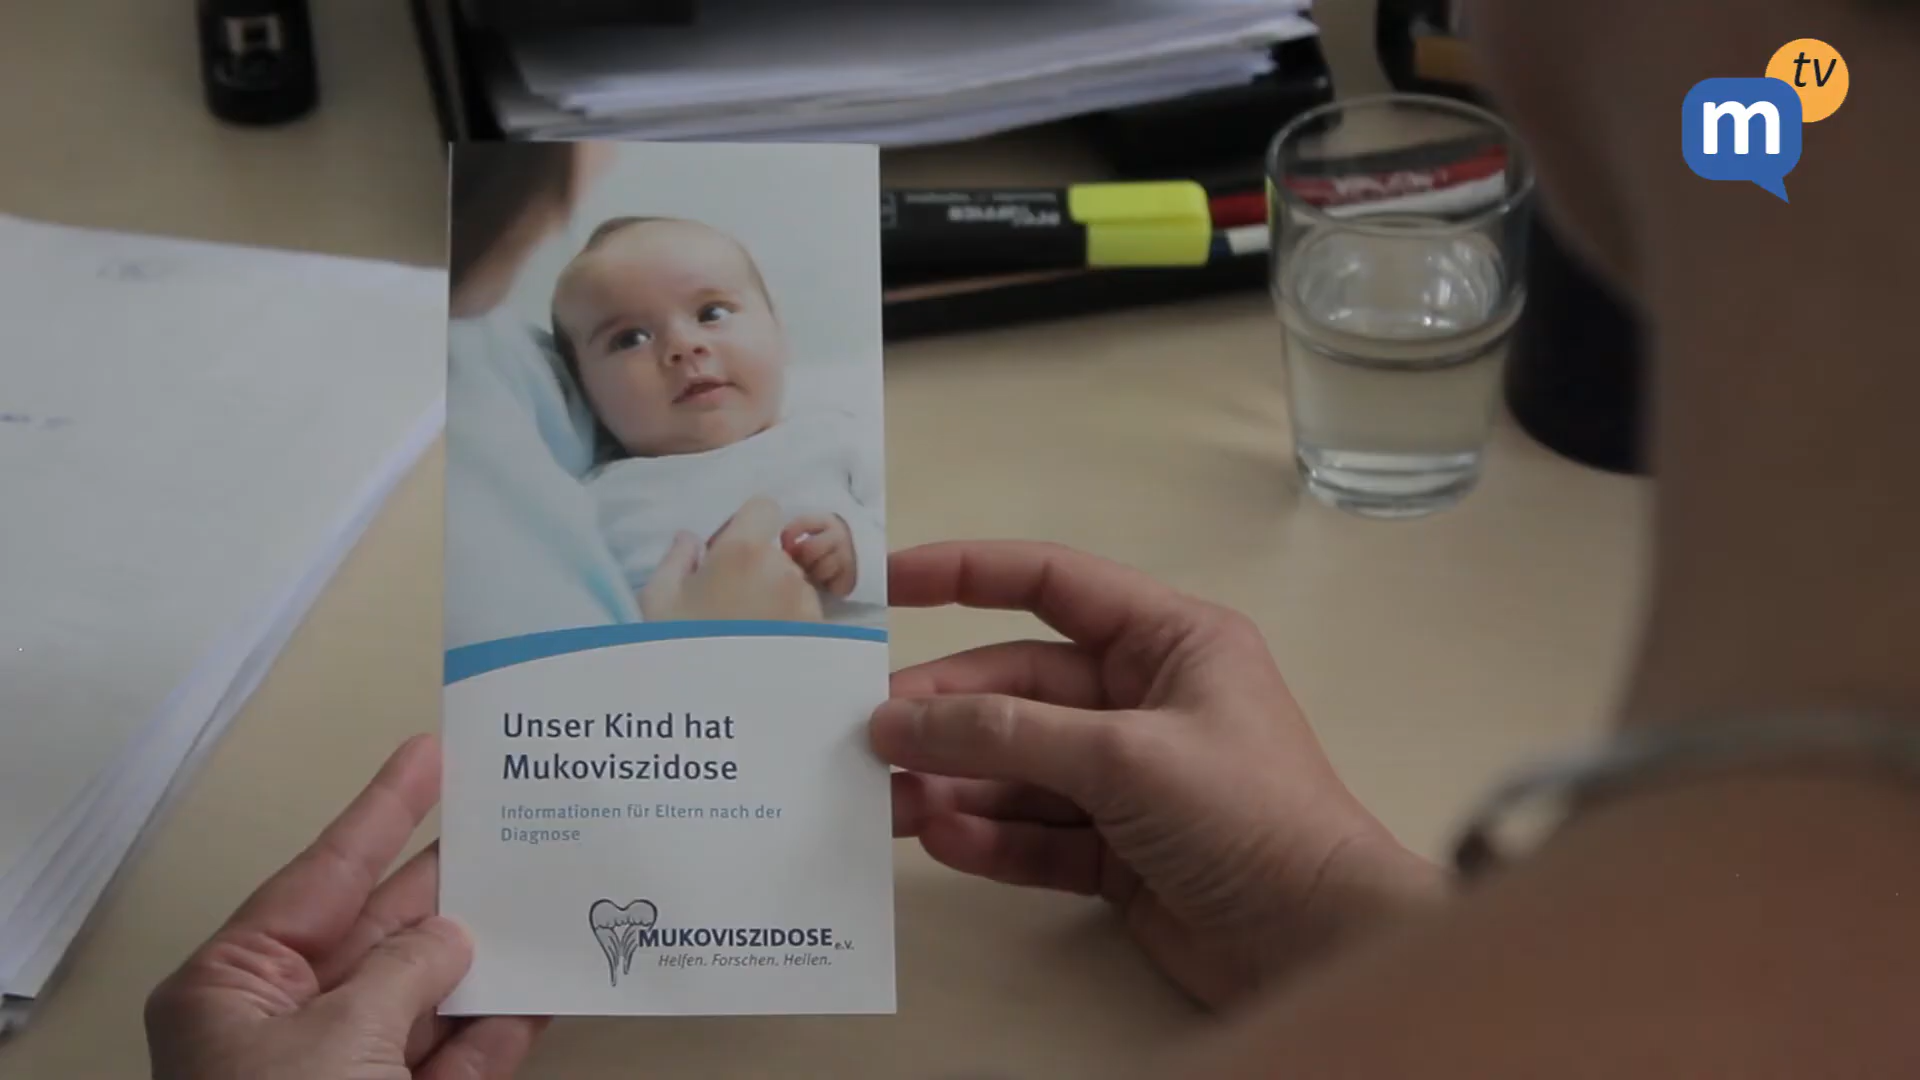 tv
m
Unser Kind hat
Mukoviszidose
Informationen für Eltern nach der
Diagnose
MUKOVISZIDOSE e.V.
Helfen. Forschen. Heilen.